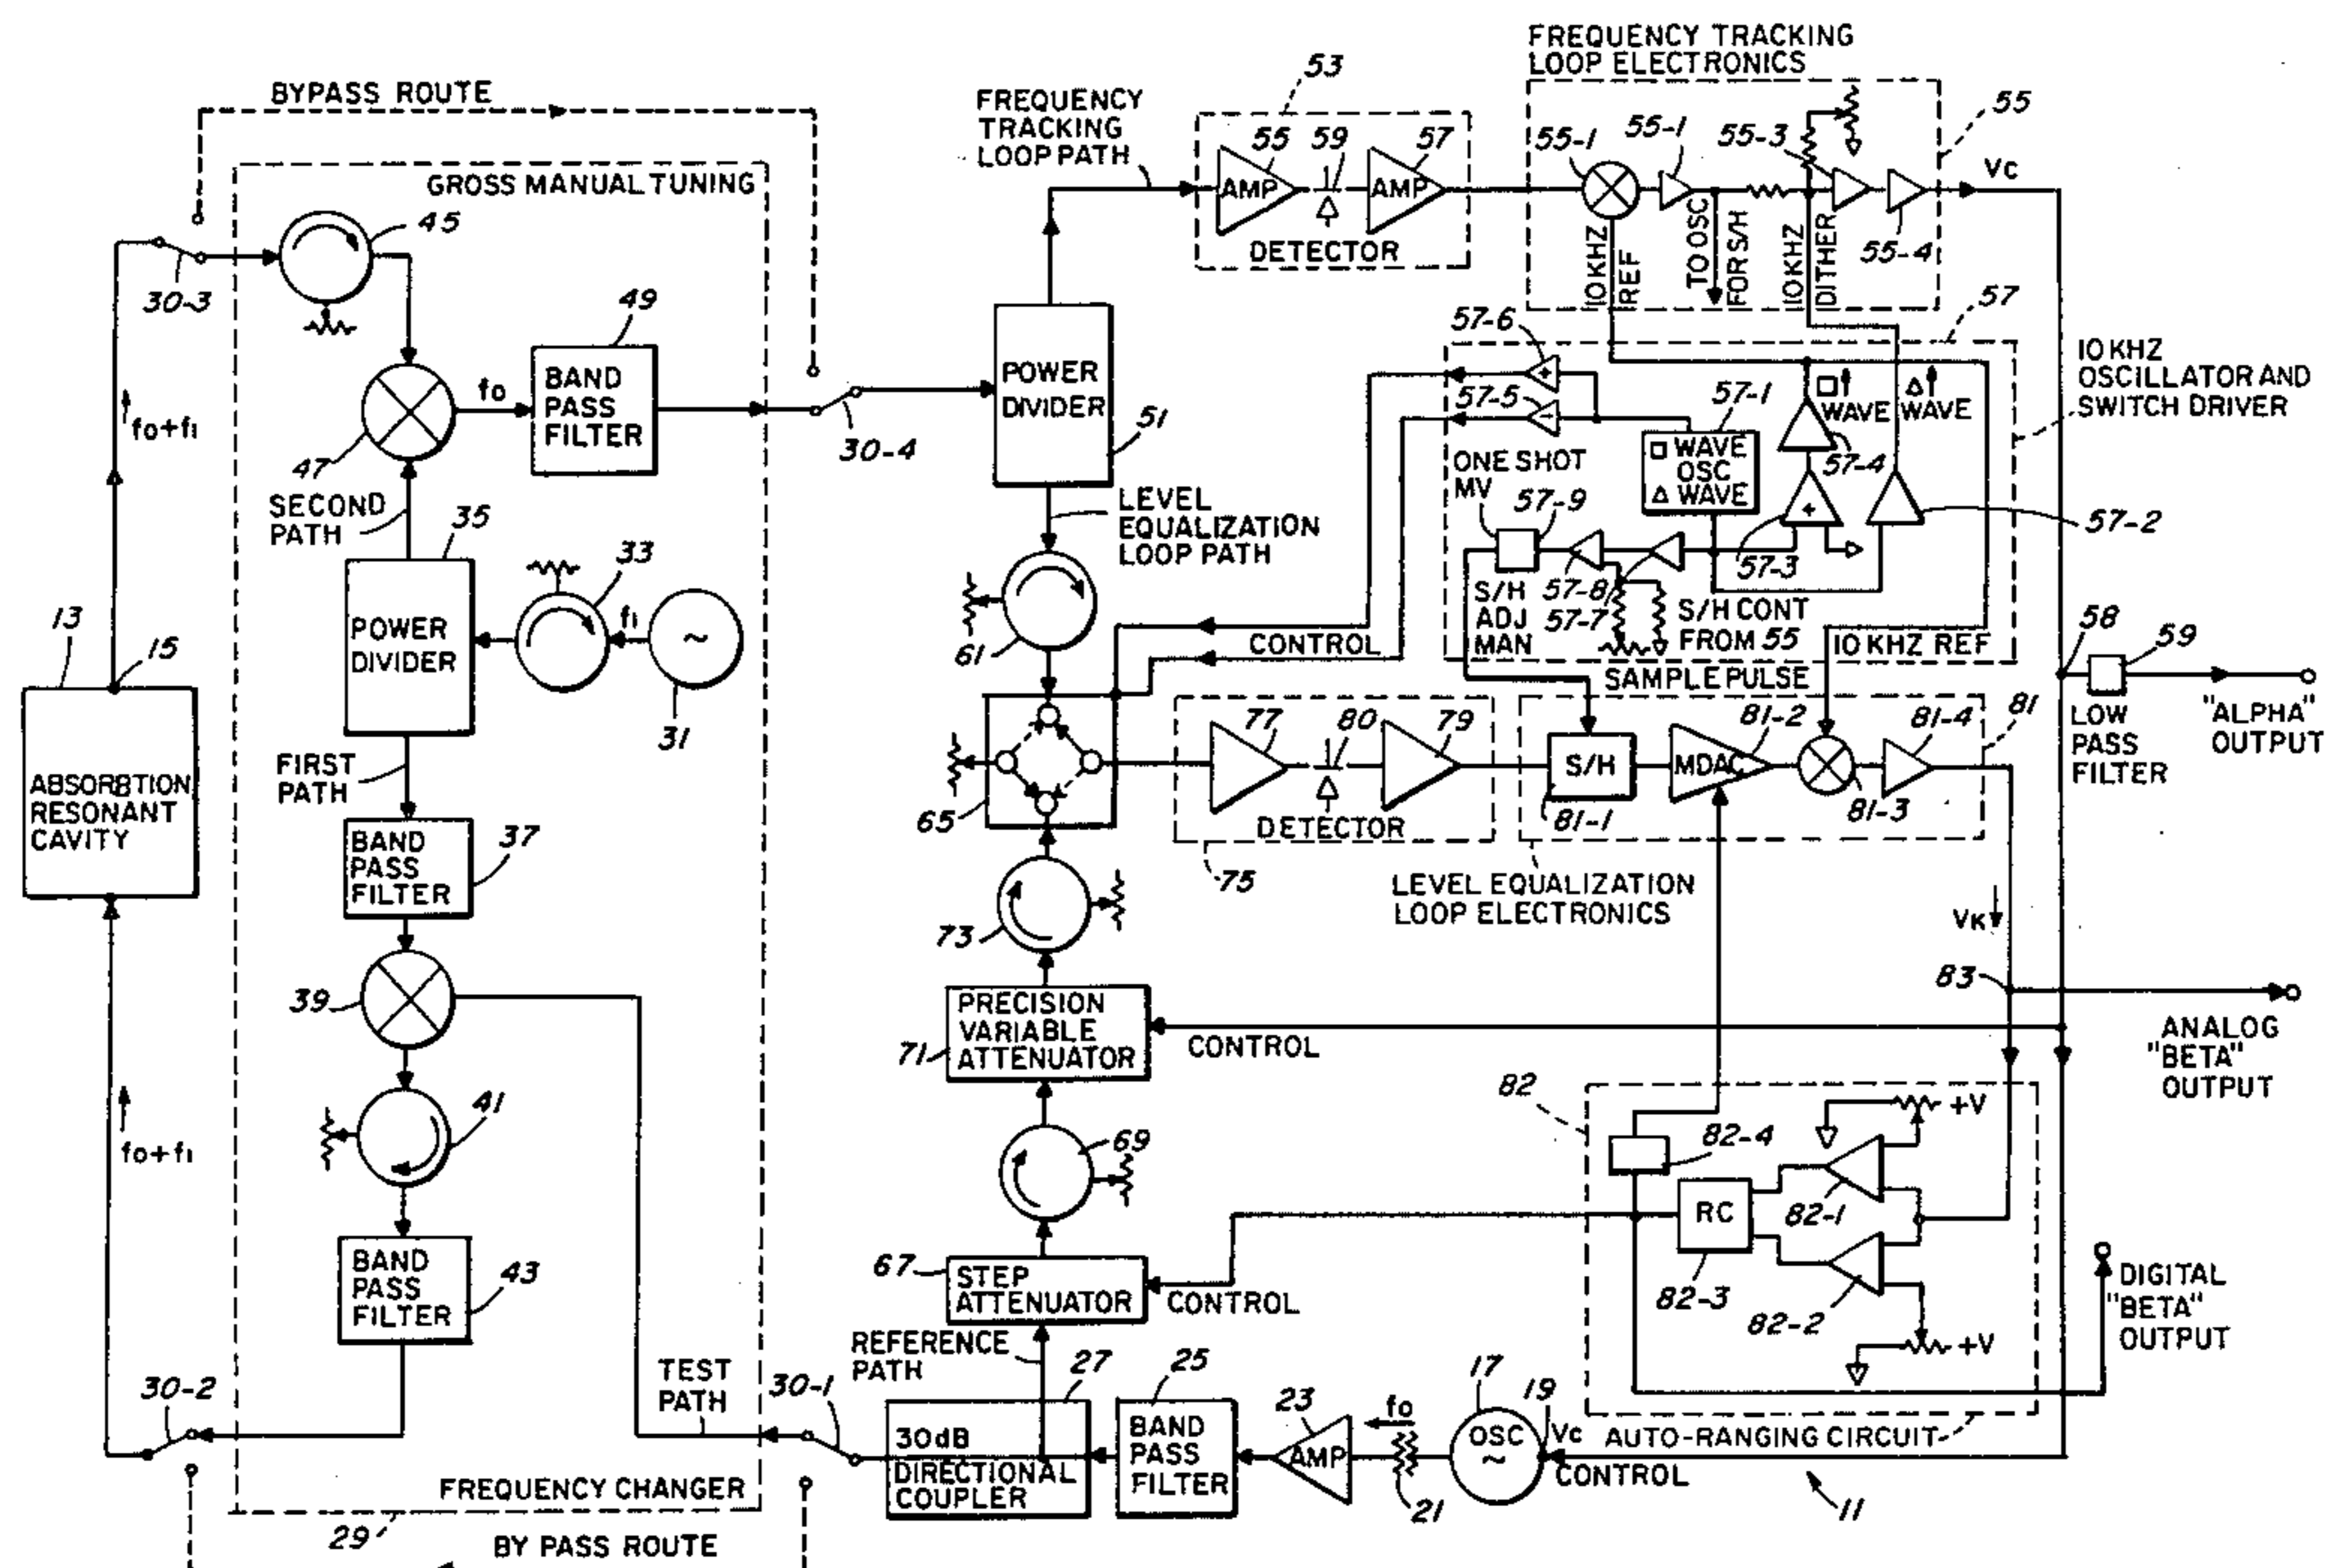 BYPASS ROUTE
GROSS MANUAL TUNING
45
30-3
fo+fi
47
fo
49
BAND
PASS
FILTER
30-4
SECOND
PATH
35
POWER
DIVIDER
33
fi
~
31
13
15
ABSORBTION
RESONANT
CAVITY
FIRST
PATH
BAND
PASS
FILTER
37
39
41
fo+fi
BAND
PASS
FILTER
43
30-2
TEST
PATH
30-1
FREQUENCY CHANGER
29
BY PASS ROUTE
FREQUENCY
TRACKING
LOOP PATH
53
55
59
57
AMP
AMP
DETECTOR
FREQUENCY TRACKING
LOOP ELECTRONICS
55-1
55-1
55-3
55
VC
55-4
10KHZ
REF
TO OSC
FOR S/H
10KHZ
DITHER
POWER
DIVIDER
51
LEVEL
EQUALIZATION
LOOP PATH
61
CONTROL
57
57-6
57-5
57-1
+
−
□ WAVE
OSC
△ WAVE
□
WAVE
△
WAVE
57-4
57-2
57-3
+
ONE SHOT
MV
57-9
57-8
57-7
S/H
ADJ
MAN
S/H CONT
FROM 55
10 KHZ REF
10 KHZ
OSCILLATOR AND
SWITCH DRIVER
SAMPLE PULSE
58
59
LOW
PASS
FILTER
"ALPHA"
OUTPUT
65
77
80
79
DETECTOR
75
S/H
81-1
MDAC
81-2
81-3
81-4
81
LEVEL EQUALIZATION
LOOP ELECTRONICS
VK
83
ANALOG
"BETA"
OUTPUT
73
PRECISION
VARIABLE
ATTENUATOR
71
CONTROL
69
67
STEP
ATTENUATOR
CONTROL
REFERENCE
PATH
82
82-4
+V
82-1
RC
82-3
82-2
+V
AUTO-RANGING CIRCUIT
DIGITAL
"BETA"
OUTPUT
27
30dB
DIRECTIONAL
COUPLER
25
BAND
PASS
FILTER
23
AMP
fo
21
17
OSC
~
19
Vc
CONTROL
11